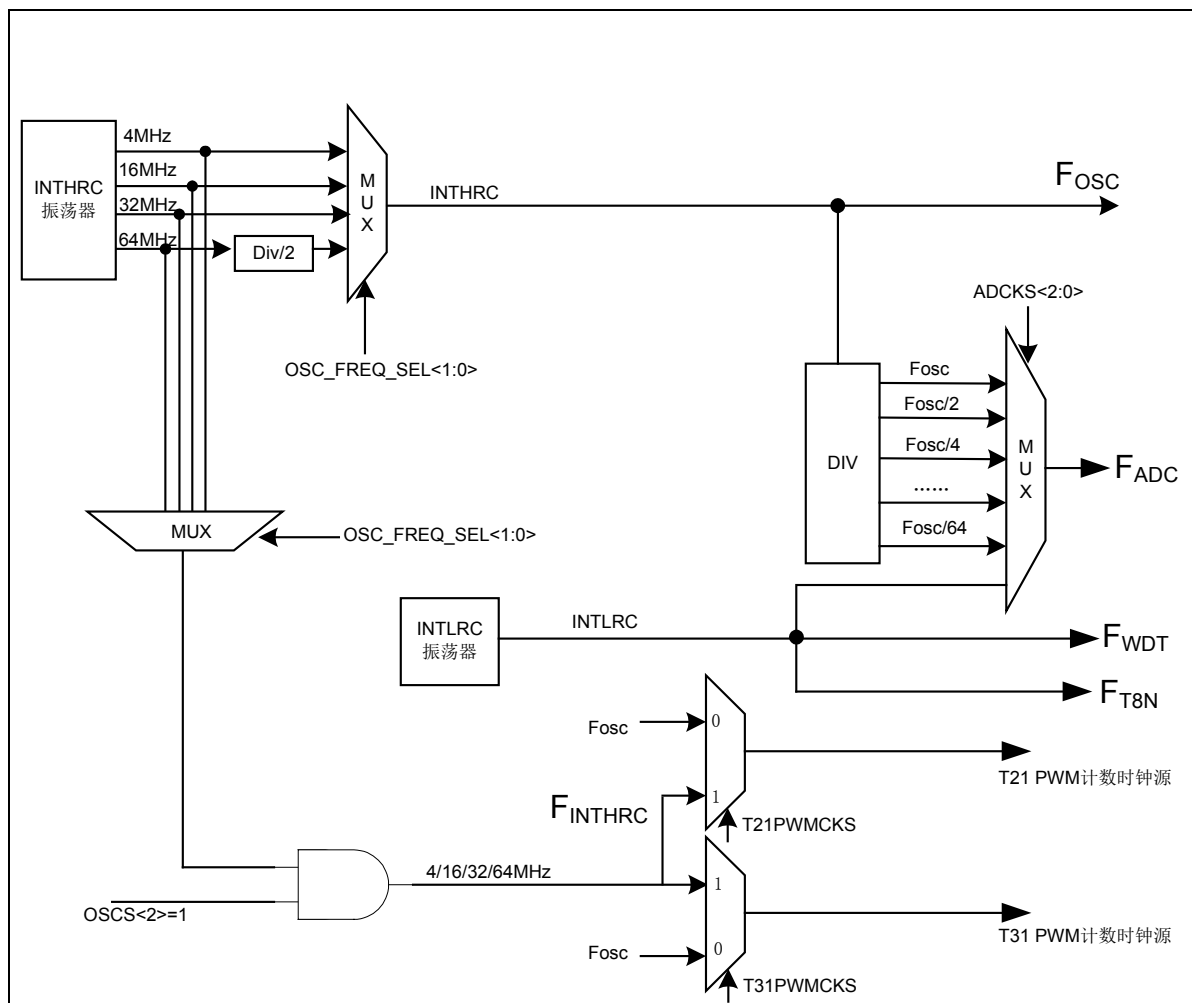 4MHz
16MHz
32MHz
64MHz
INTHRC
振荡器
Div/2
MUX
INTHRC
FOSC
OSC_FREQ_SEL<1:0>
ADCKS<2:0>
DIV
Fosc
Fosc/2
Fosc/4
......
Fosc/64
MUX
FADC
MUX
OSC_FREQ_SEL<1:0>
INTLRC
振荡器
INTLRC
FWDT
FT8N
Fosc
0
1
T21 PWM计数时钟源
FINTHRC
T21PWMCKS
4/16/32/64MHz
OSCS<2>=1
1
0
Fosc
T31 PWM计数时钟源
T31PWMCKS